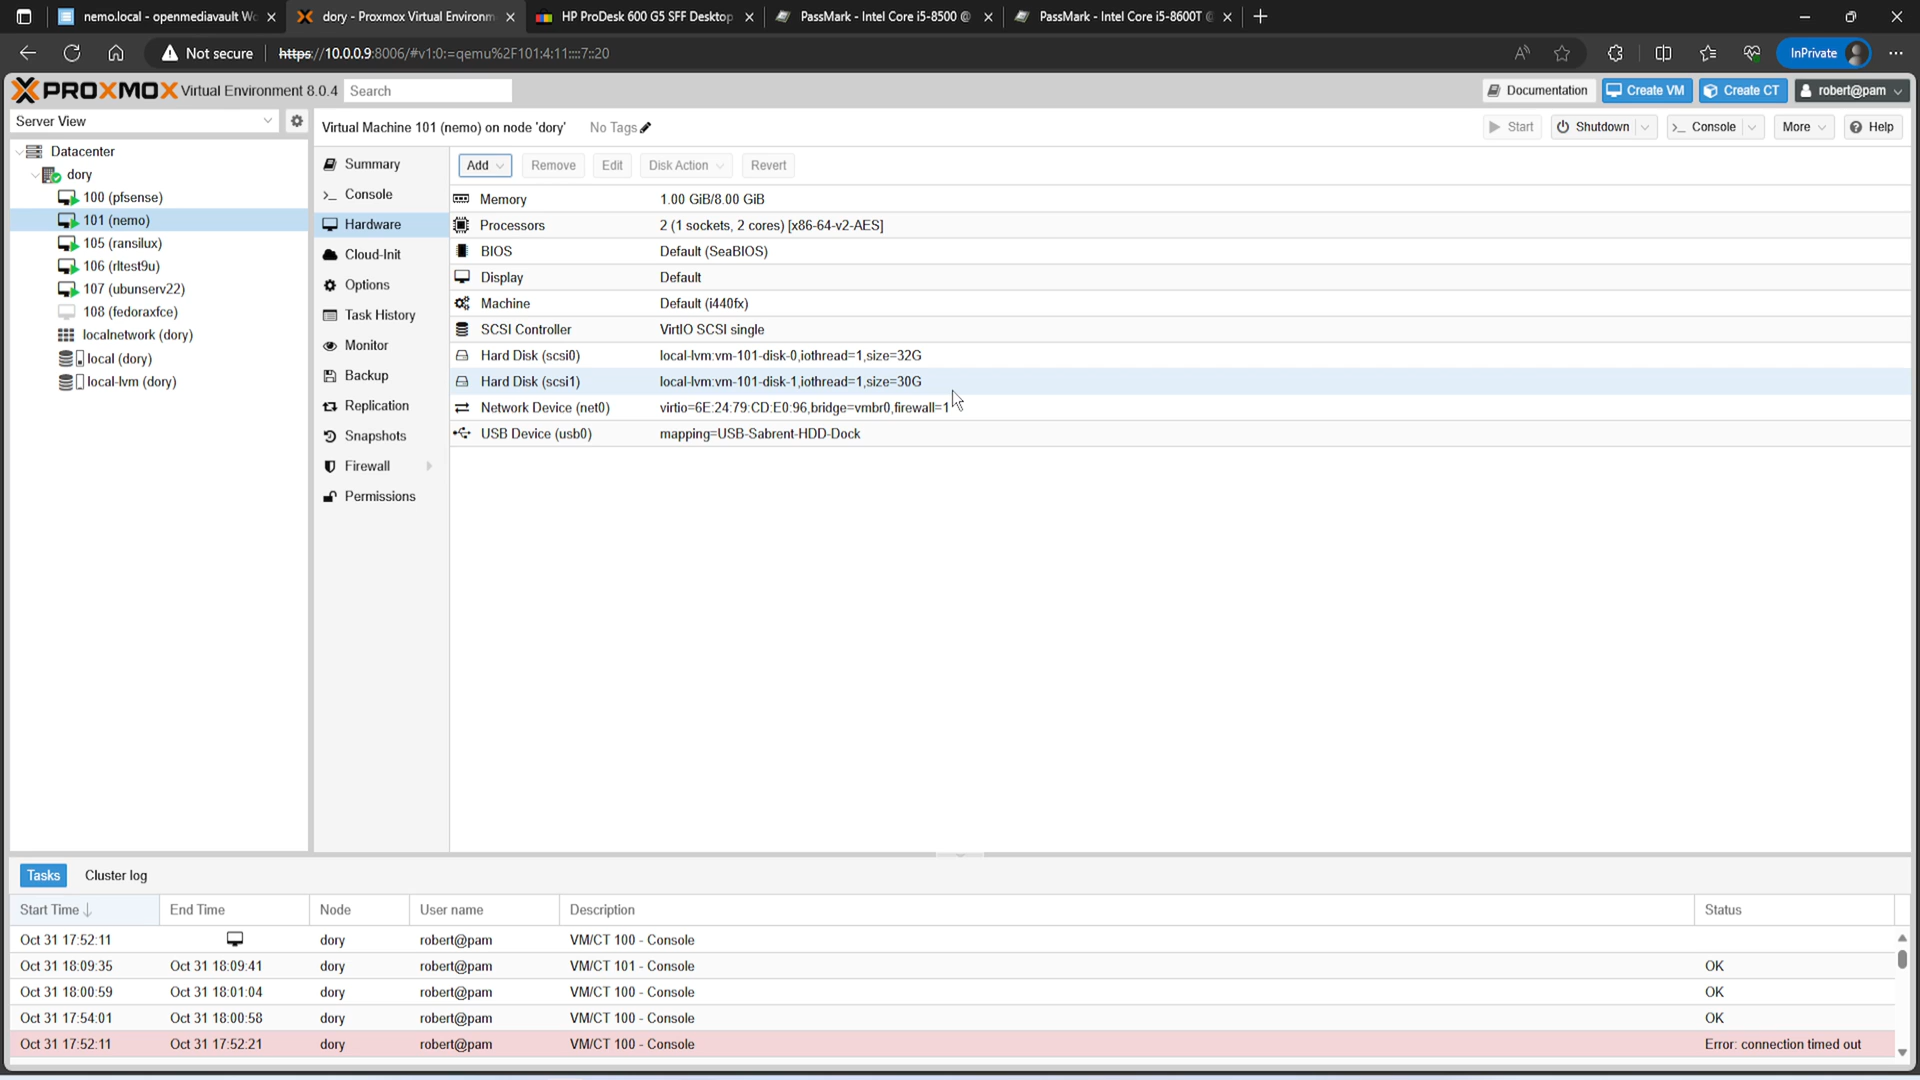 nemo.local - openmediavault Wo
dory - Proxmox Virtual Environm
HP ProDesk 600 G5 SFF Desktop
PassMark - Intel Core i5-8500 @
PassMark - Intel Core i5-8600T @
Not secure
https://10.0.0.9:8006/#v1:0:=qemu%2F101:4:11::::7::20
InPrivate
PROXMOX Virtual Environment 8.0.4
Search
Documentation
Create VM
Create CT
robert@pam
Server View
Virtual Machine 101 (nemo) on node 'dory'
No Tags
Start
Shutdown
Console
More
Help
Datacenter
dory
100 (pfsense)
101 (nemo)
105 (ransilux)
106 (rltest9u)
107 (ubunserv22)
108 (fedoraxfce)
localnetwork (dory)
local (dory)
local-lvm (dory)
Summary
Console
Hardware
Cloud-Init
Options
Task History
Monitor
Backup
Replication
Snapshots
Firewall
Permissions
Add
Remove
Edit
Disk Action
Revert
Memory 1.00 GiB/8.00 GiB
Processors 2 (1 sockets, 2 cores) [x86-64-v2-AES]
BIOS Default (SeaBIOS)
Display Default
Machine Default (i440fx)
SCSI Controller VirtIO SCSI single
Hard Disk (scsi0) local-lvm:vm-101-disk-0,iothread=1,size=32G
Hard Disk (scsi1) local-lvm:vm-101-disk-1,iothread=1,size=30G
Network Device (net0) virtio=6E:24:79:CD:E0:96,bridge=vmbr0,firewall=1
USB Device (usb0) mapping=USB-Sabrent-HDD-Dock
Tasks
Cluster log
Start Time End Time Node User name Description Status
Oct 31 17:52:11 dory robert@pam VM/CT 100 - Console
Oct 31 18:09:35 Oct 31 18:09:41 dory robert@pam VM/CT 101 - Console OK
Oct 31 18:00:59 Oct 31 18:01:04 dory robert@pam VM/CT 100 - Console OK
Oct 31 17:54:01 Oct 31 18:00:58 dory robert@pam VM/CT 100 - Console OK
Oct 31 17:52:11 Oct 31 17:52:21 dory robert@pam VM/CT 100 - Console Error: connection timed out